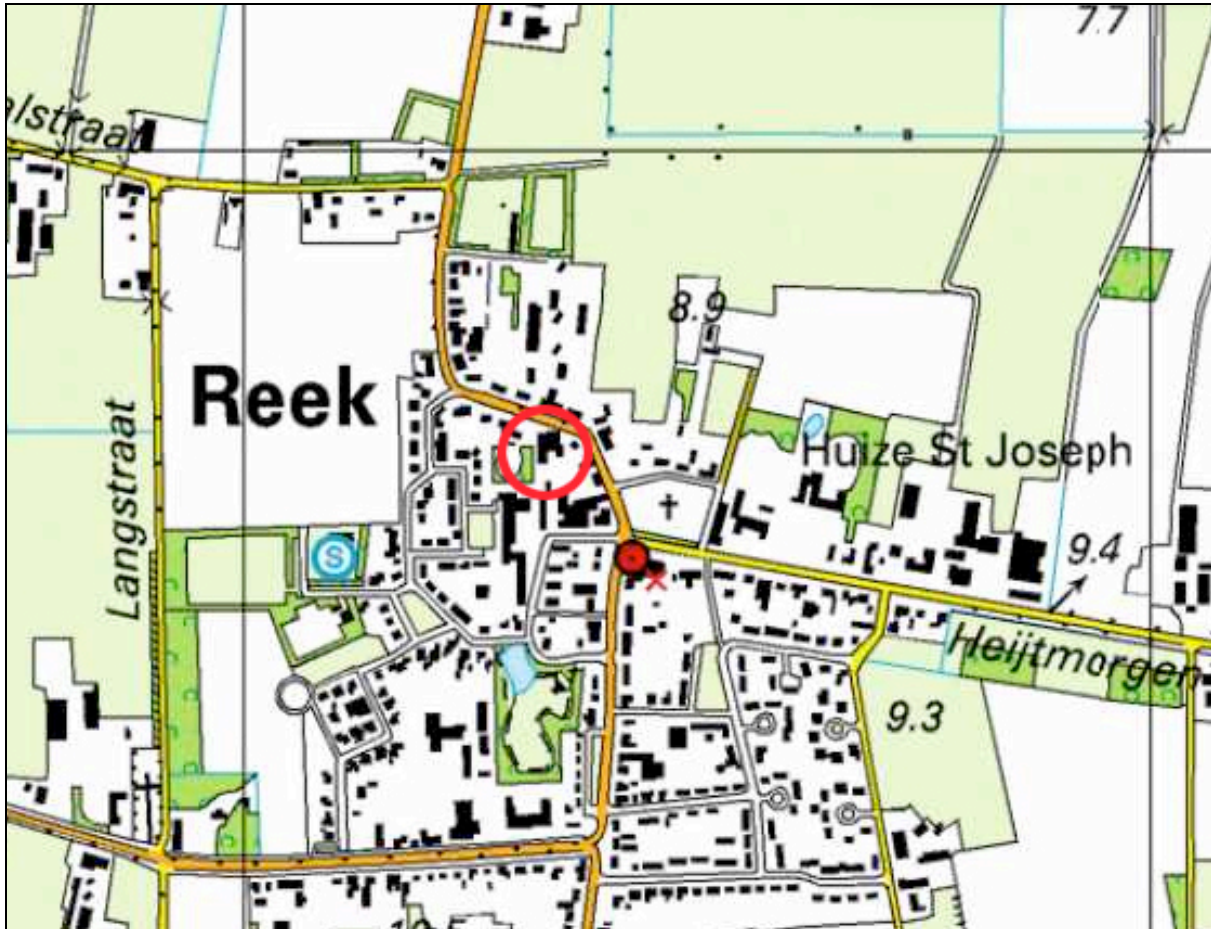 7.7
alstraat
8.9
Reek
Huize St Joseph
Langstraat
S
9.4
Heijtmorgen
9.3